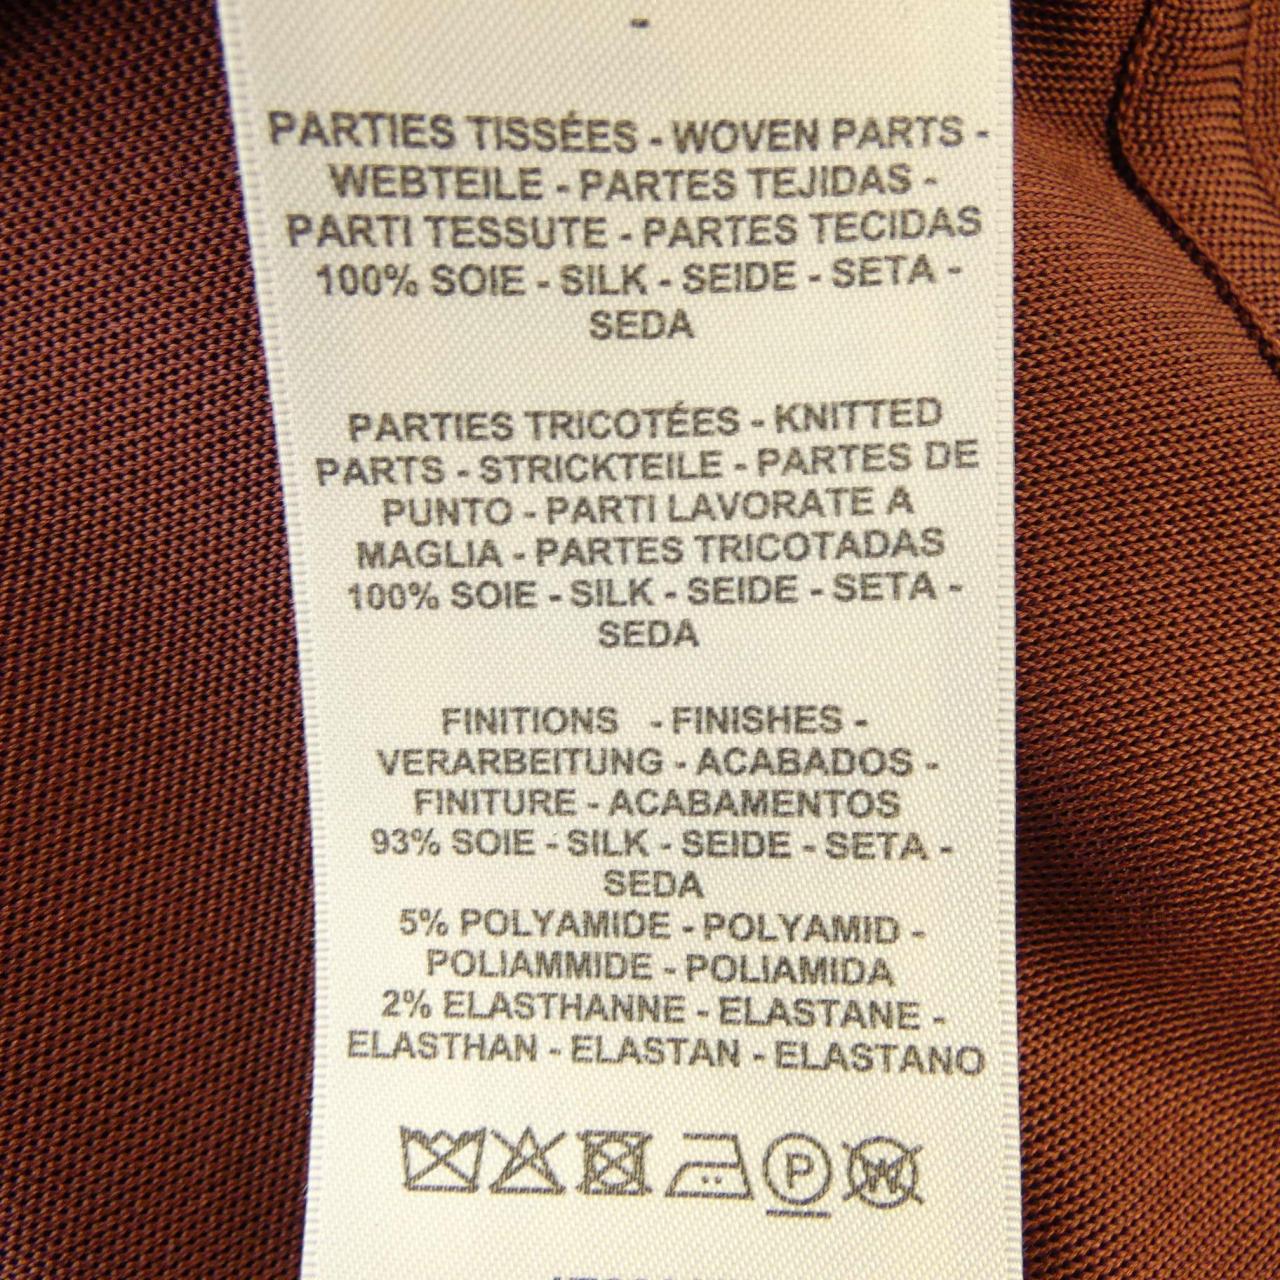 -
PARTIES TISSÉES - WOVEN PARTS -
WEBTEILE - PARTES TEJIDAS -
PARTI TESSUTE - PARTES TECIDAS
100% SOIE - SILK - SEIDE - SETA -
SEDA
PARTIES TRICOTÉES - KNITTED
PARTS - STRICKTEILE - PARTES DE
PUNTO - PARTI LAVORATE A
MAGLIA - PARTES TRICOTADAS
100% SOIE - SILK - SEIDE - SETA -
SEDA
FINITIONS - FINISHES -
VERARBEITUNG - ACABADOS -
FINITURE - ACABAMENTOS
93% SOIE - SILK - SEIDE - SETA -
SEDA
5% POLYAMIDE - POLYAMID -
POLIAMMIDE - POLIAMIDA
2% ELASTHANNE - ELASTANE -
ELASTHAN - ELASTAN - ELASTANO
P W